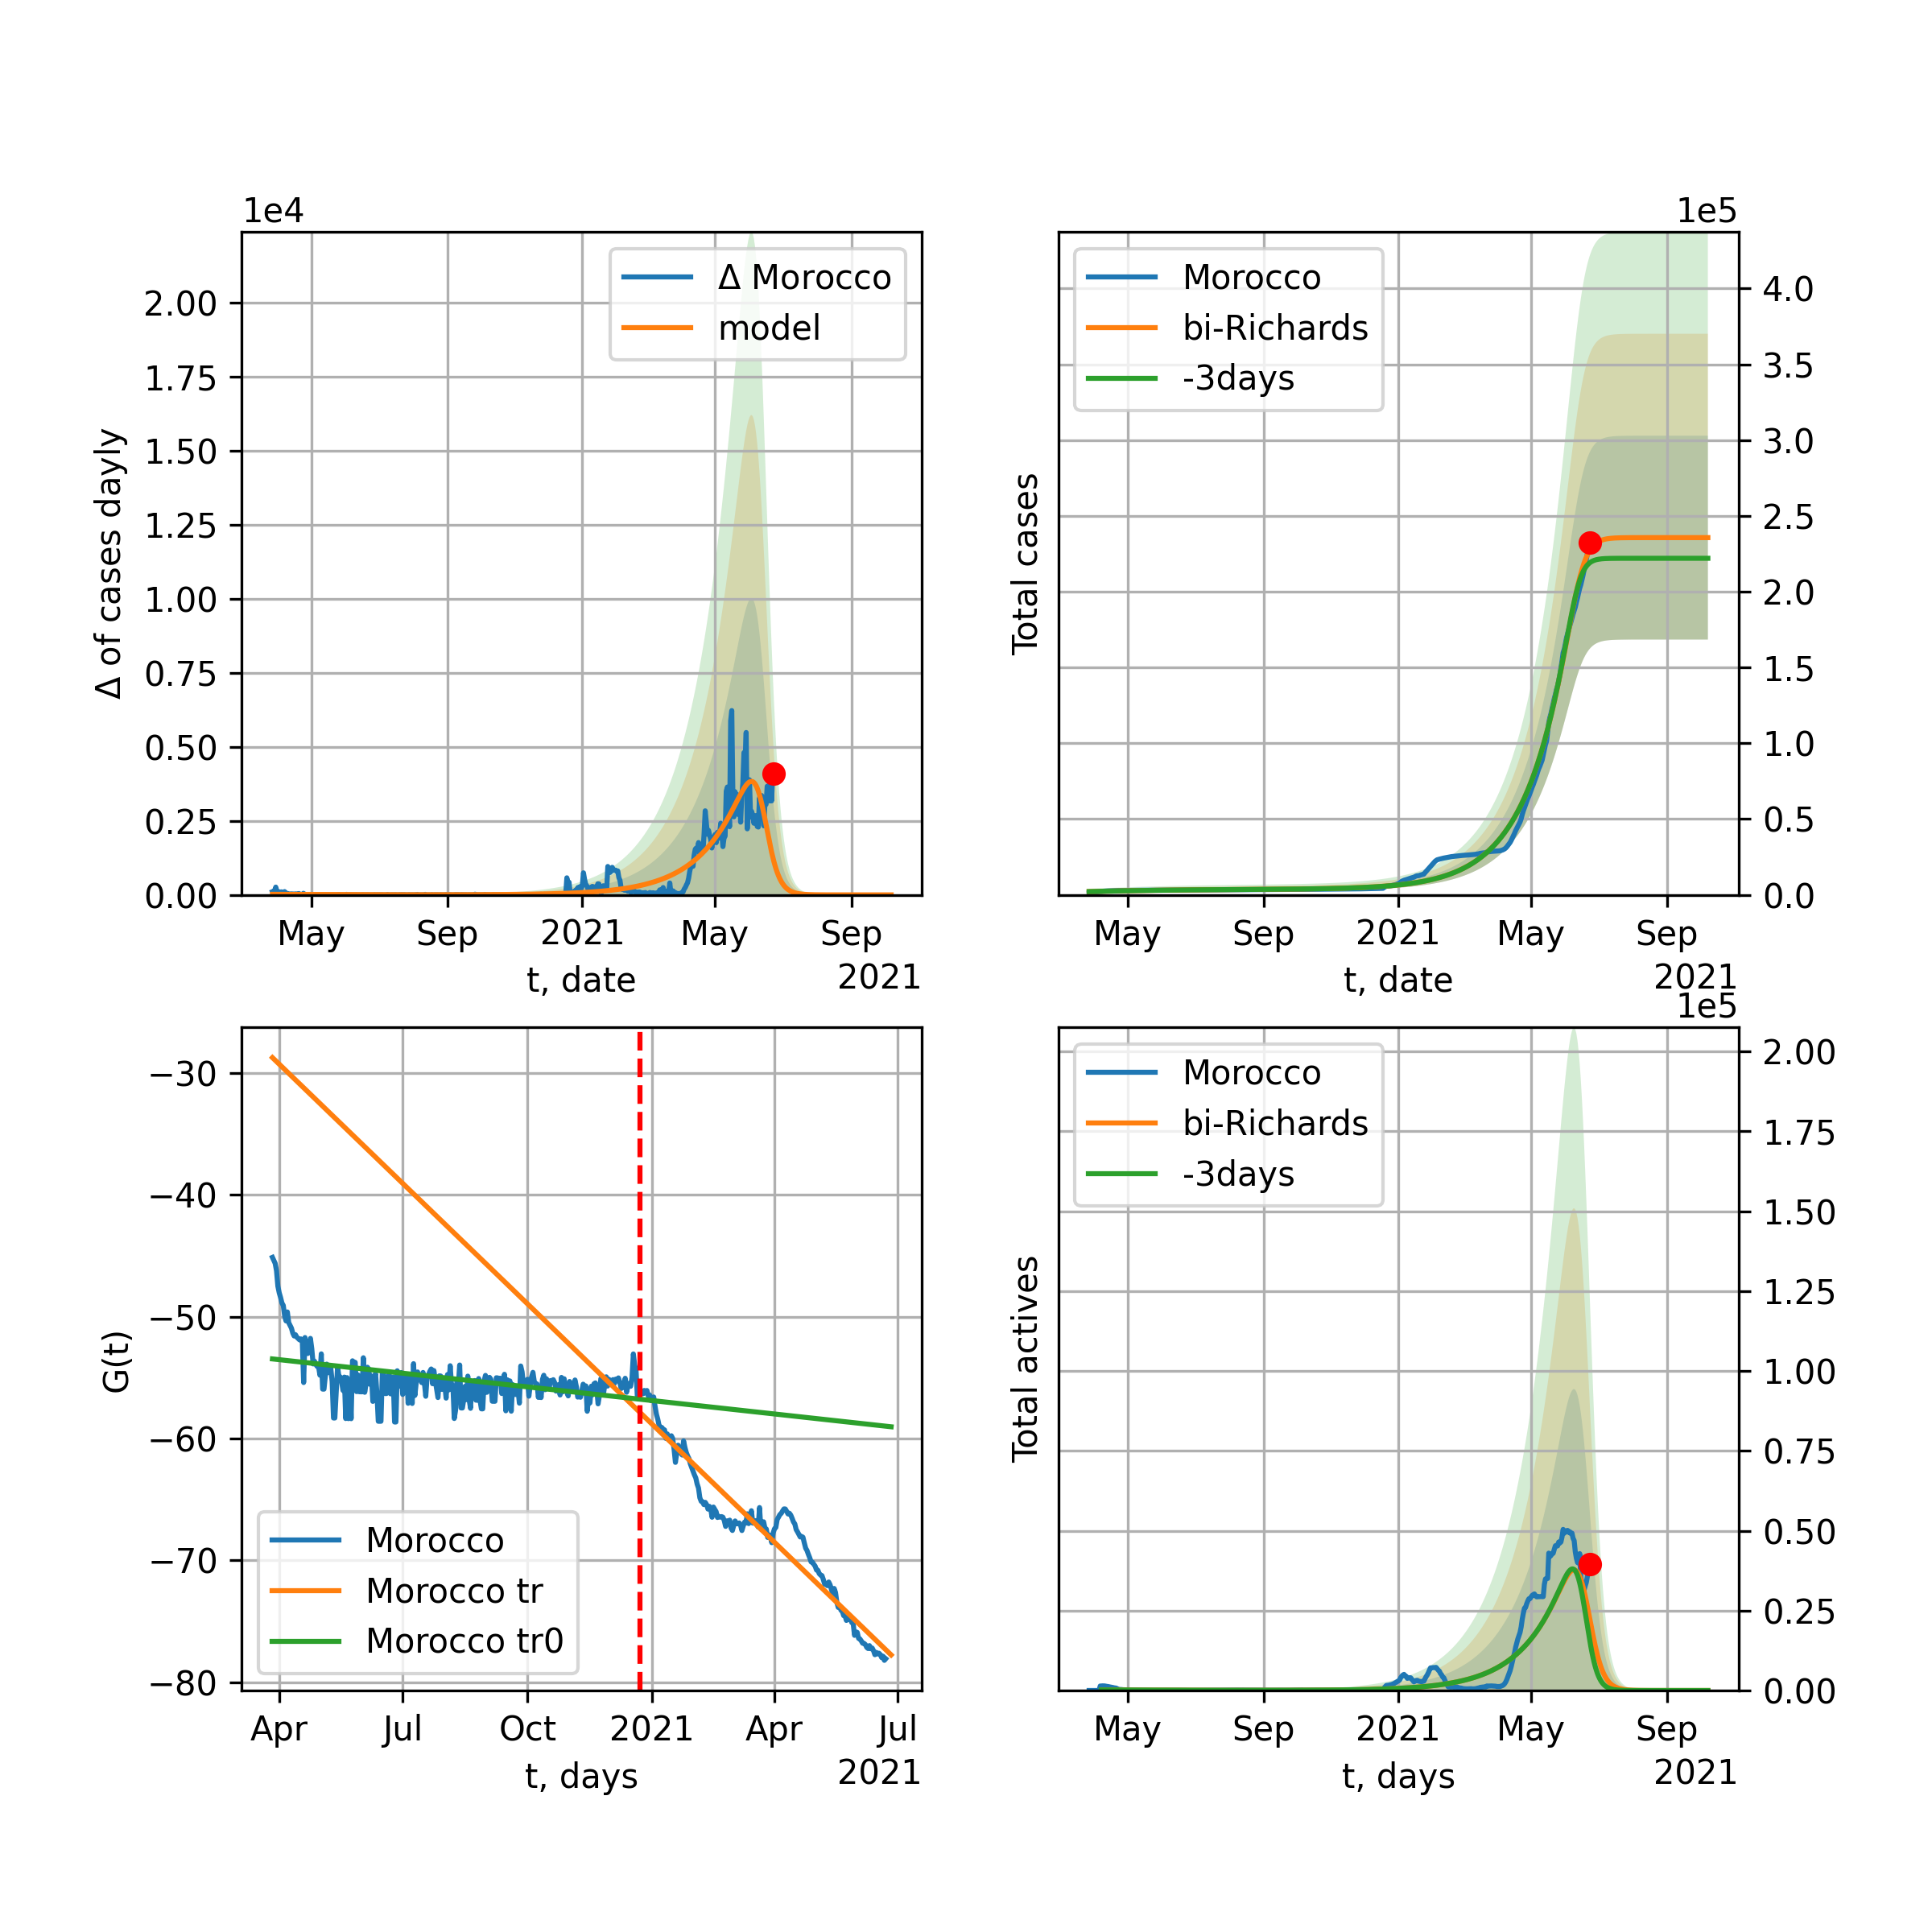 1e4
Δ of cases dayly
2.00
1.75
1.50
1.25
1.00
0.75
0.50
0.25
0.00
Δ Morocco
model
May Sep 2021 May Sep
t, date
2021
1e5
Total cases
Morocco
bi-Richards
-3days
4.0
3.5
3.0
2.5
2.0
1.5
1.0
0.5
0.0
May Sep 2021 May Sep
t, date
2021
G(t)
−30
−40
−50
−60
−70
−80
Morocco
Morocco tr
Morocco tr0
Apr Jul Oct 2021 Apr Jul
t, days
2021
1e5
Total actives
Morocco
bi-Richards
-3days
2.00
1.75
1.50
1.25
1.00
0.75
0.50
0.25
0.00
May Sep 2021 May Sep
t, days
2021